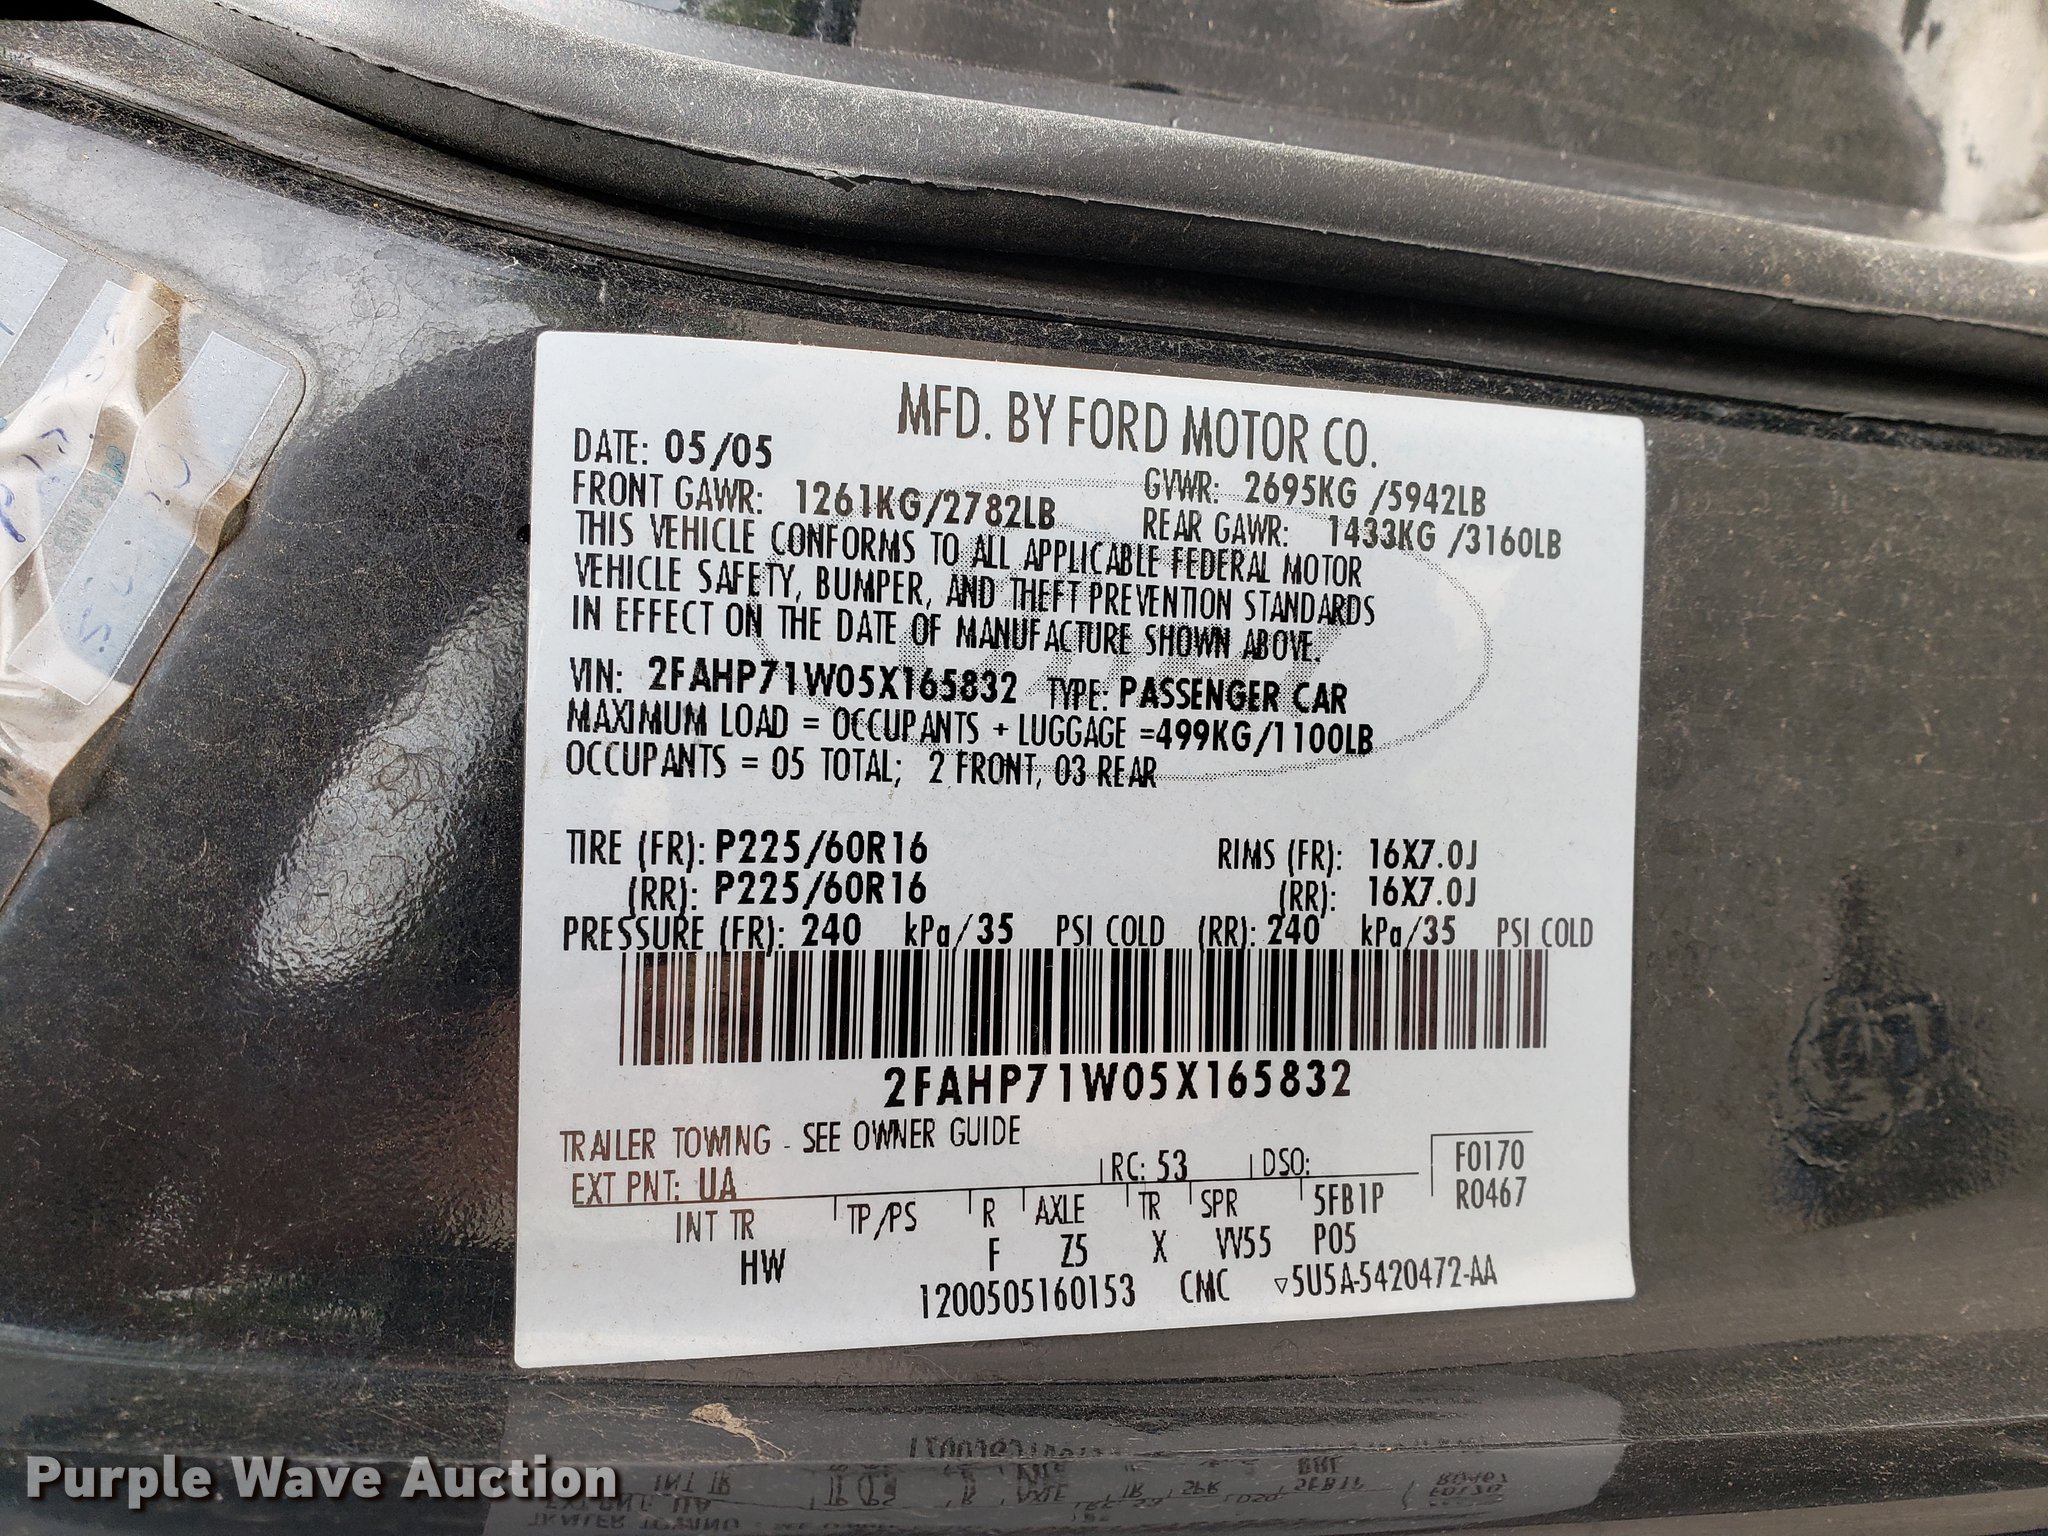 MFD. BY FORD MOTOR CO.
DATE: 05/05
GVWR: 2695KG /5942LB
FRONT GAWR: 1261KG/2782LB
REAR GAWR: 1433KG /3160LB
THIS VEHICLE CONFORMS TO ALL APPLICABLE FEDERAL MOTOR
VEHICLE SAFETY, BUMPER, AND THEFT PREVENTION STANDARDS
IN EFFECT ON THE DATE OF MANUFACTURE SHOWN ABOVE.
VIN: 2FAHP71W05X165832 TYPE: PASSENGER CAR
MAXIMUM LOAD = OCCUPANTS + LUGGAGE =499KG/1100LB
OCCUPANTS = 05 TOTAL; 2 FRONT, 03 REAR
TIRE (FR): P225/60R16 RIMS (FR): 16X7.0J
(RR): P225/60R16 (RR): 16X7.0J
PRESSURE (FR): 240 kPa/35 PSI COLD (RR): 240 kPa/35 PSI COLD
2FAHP71W05X165832
TRAILER TOWING - SEE OWNER GUIDE
EXT PNT: UA RC: 53 DSO: F0170
R0467
INT TR TP/PS R AXLE TR SPR 5FB1P
HW F Z5 X VV55 P05
1200505160153 CMC ▽5U5A-5420472-AA
Purple Wave Auction